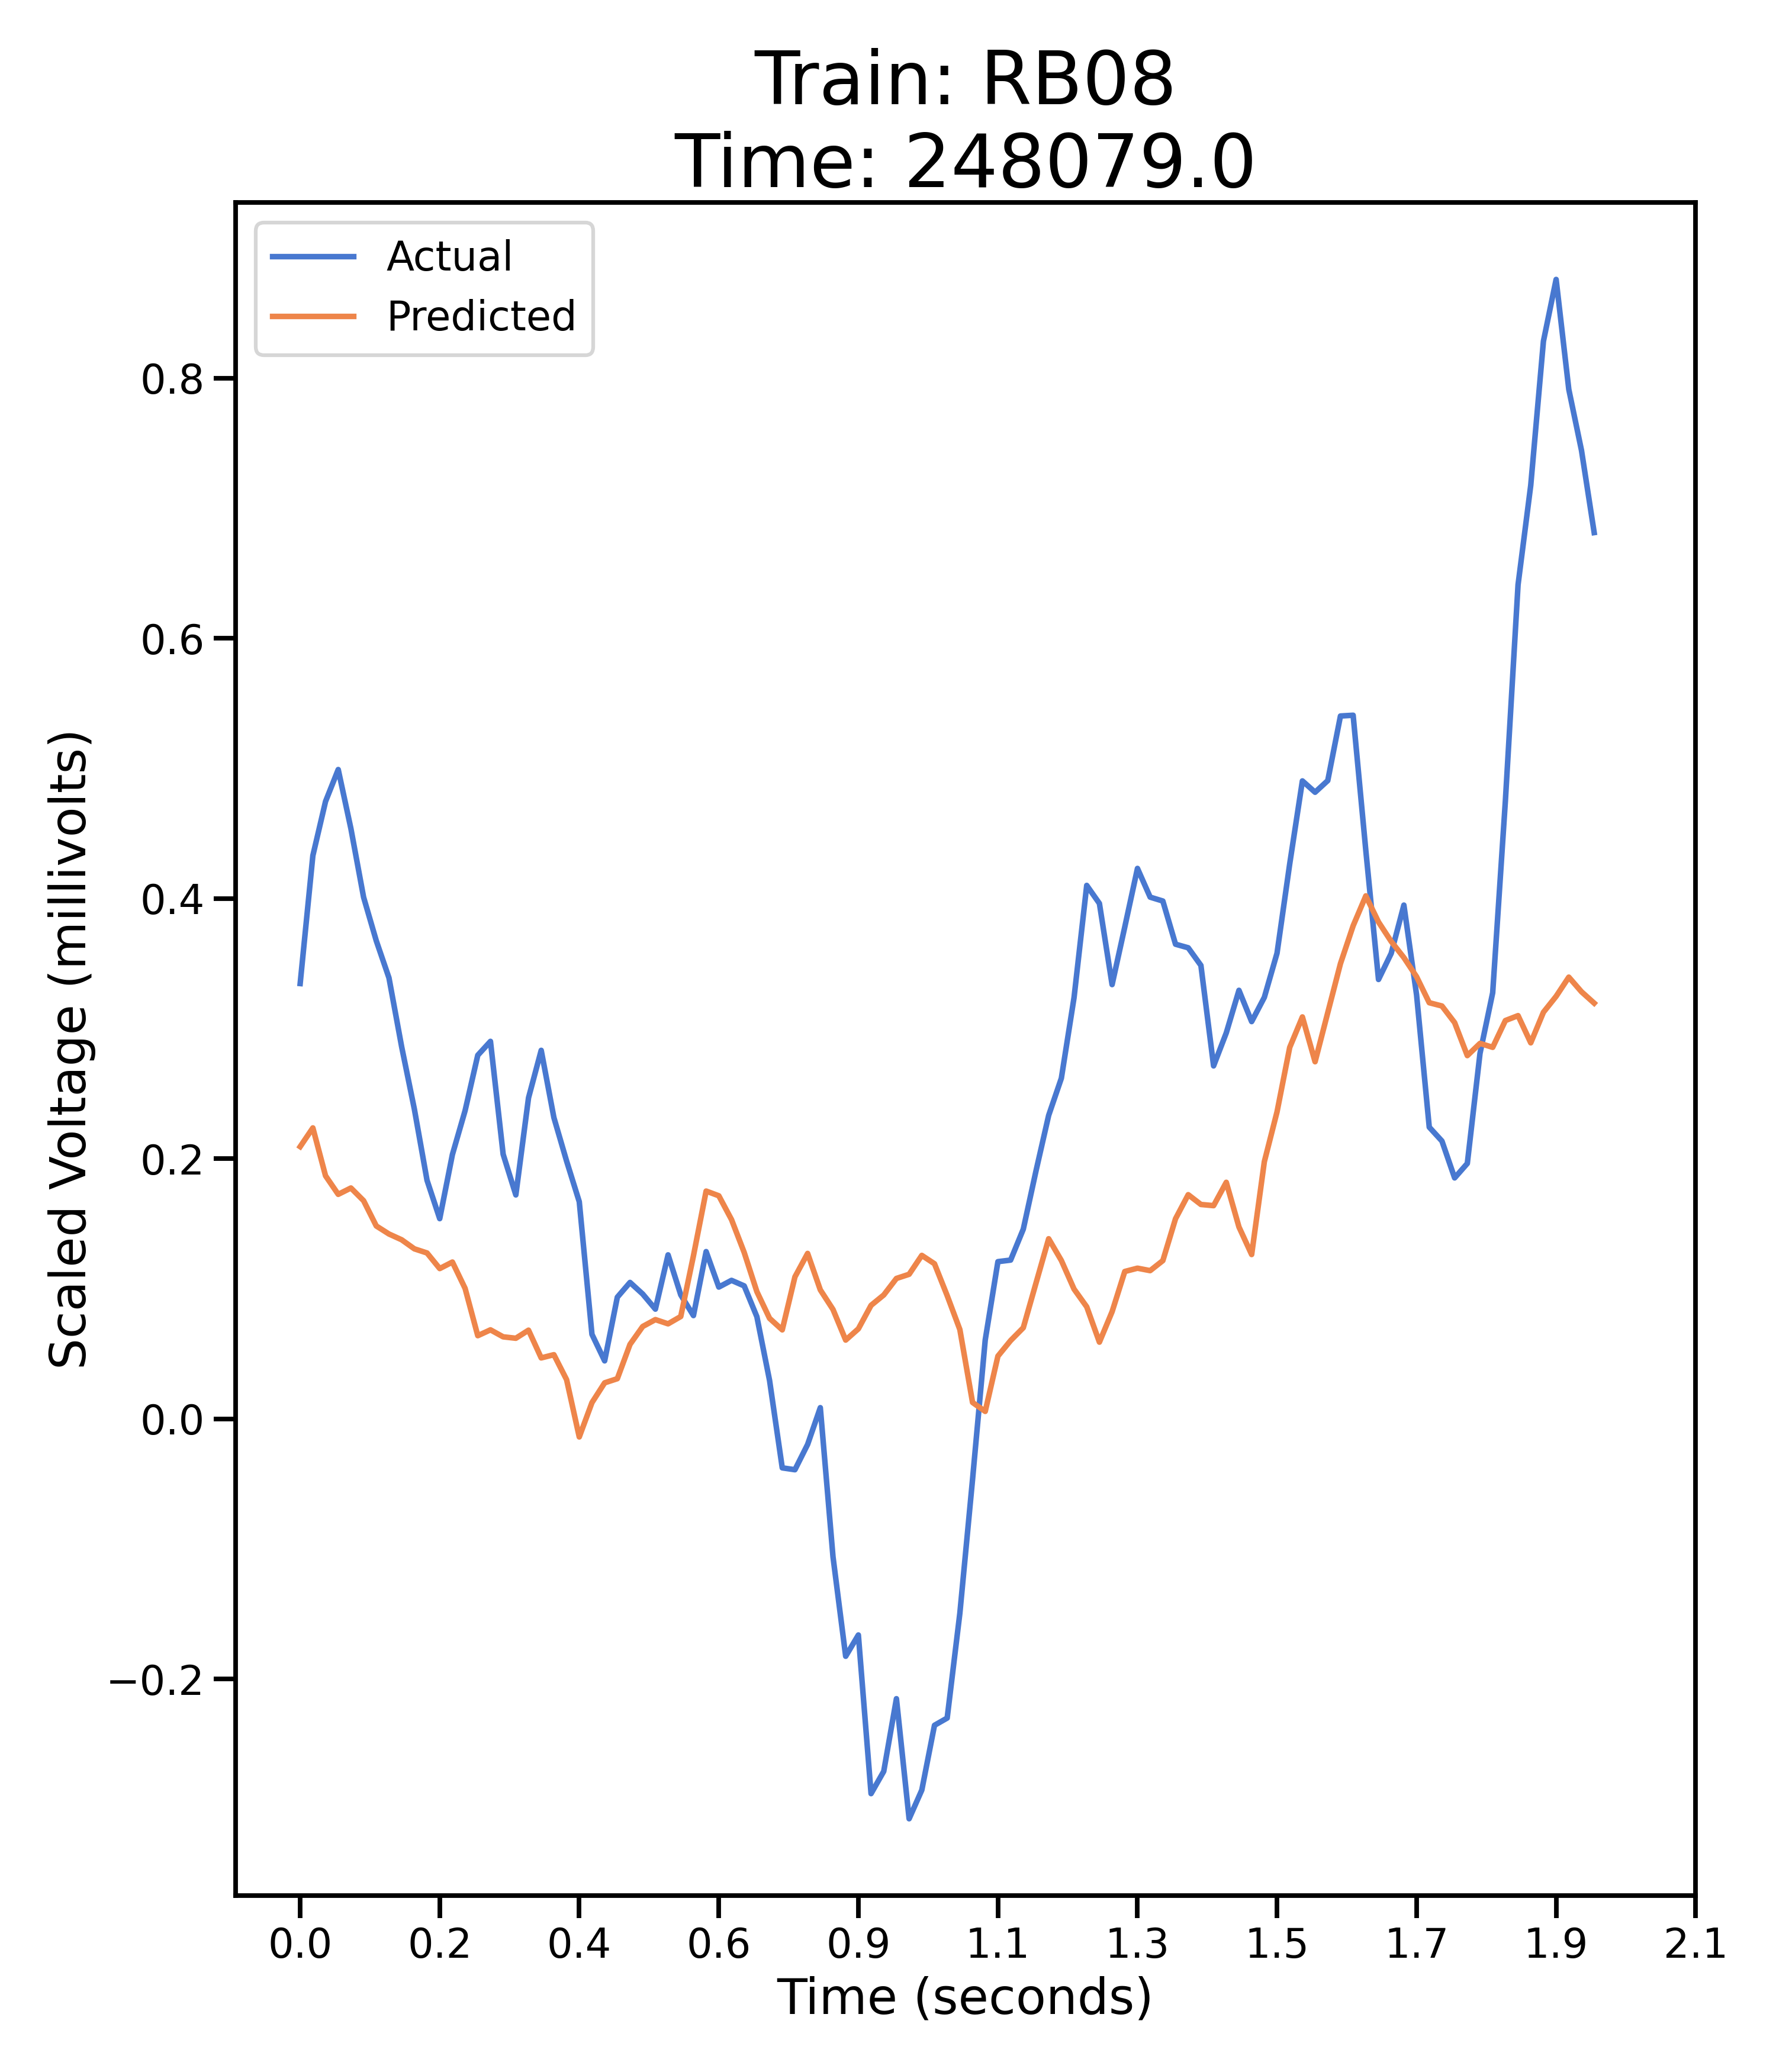 Train: RB08
Time: 248079.0
Actual
Predicted
0.8
0.6
0.4
0.2
0.0
−0.2
Scaled Voltage (millivolts)
0.0 0.2 0.4 0.6 0.9 1.1 1.3 1.5 1.7 1.9 2.1
Time (seconds)